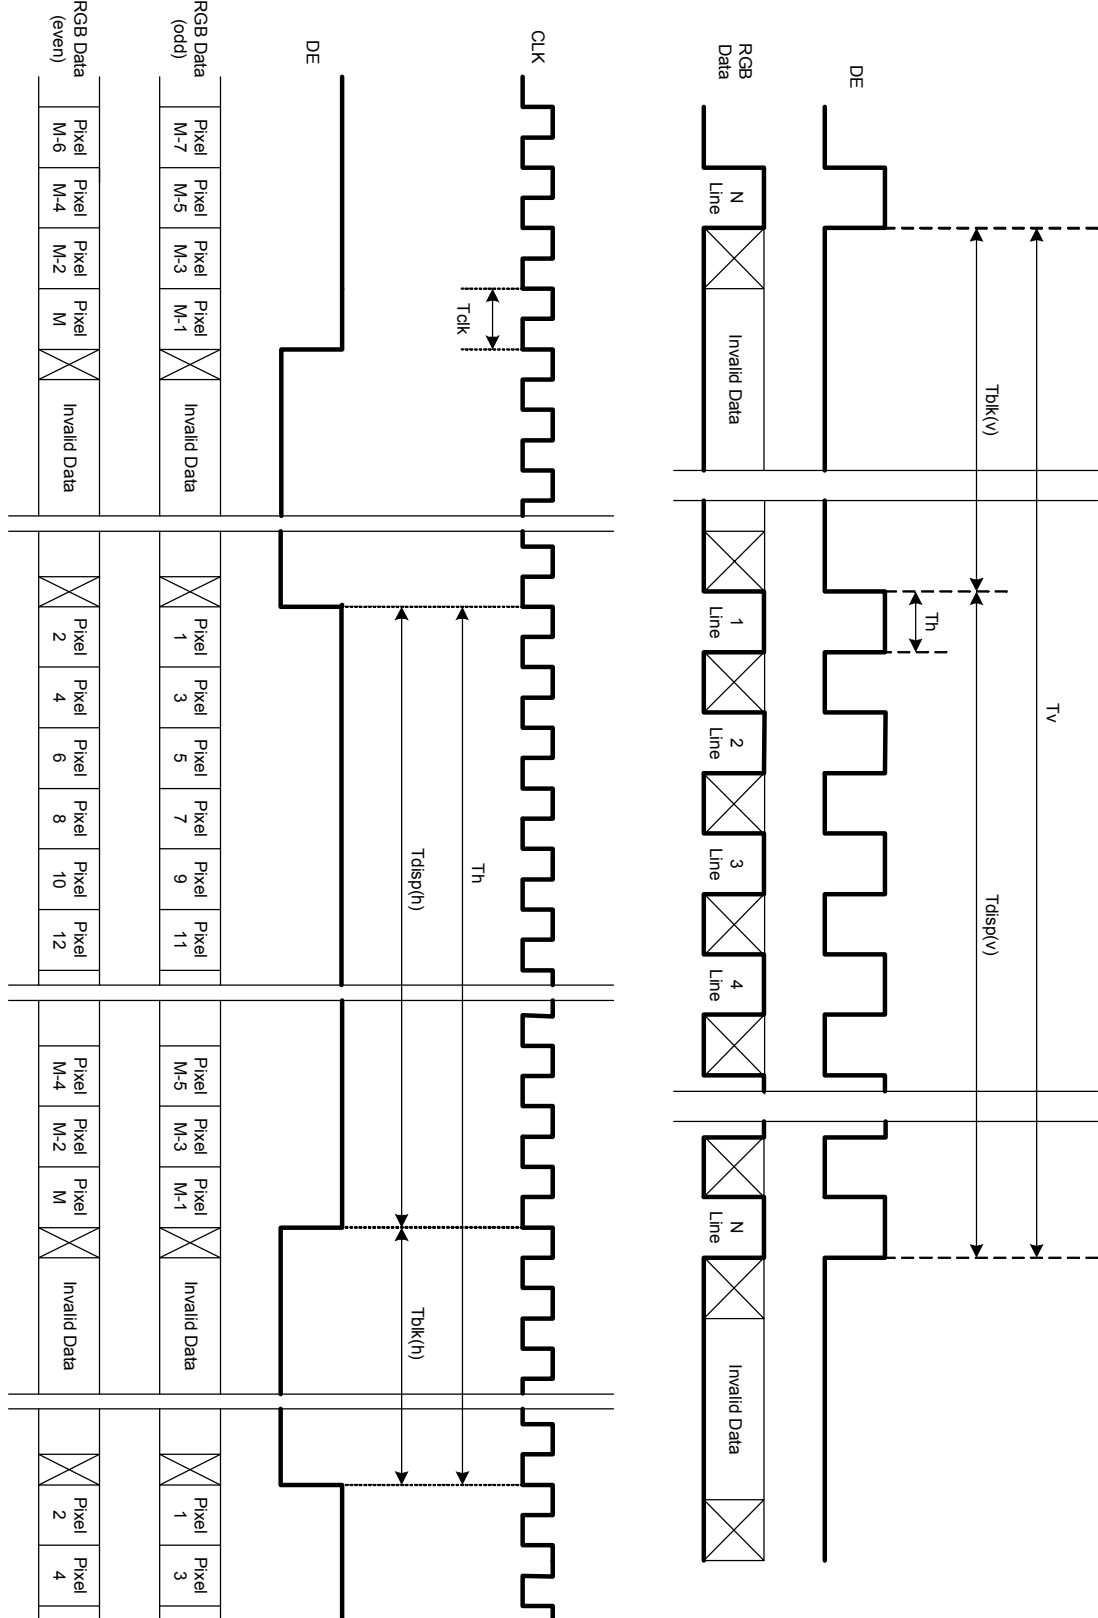 Tv
Tblk(v)
Tdisp(v)
Th
DE
RGB
Data
N
Line
Invalid Data
1
Line
2
Line
3
Line
4
Line
N
Line
Invalid Data
CLK
Tclk
Th
Tdisp(h)
Tblk(h)
DE
RGB Data
(odd)
Pixel
M-7
Pixel
M-5
Pixel
M-3
Pixel
M-1
Invalid Data
Pixel
1
Pixel
3
Pixel
5
Pixel
7
Pixel
9
Pixel
11
Pixel
M-5
Pixel
M-3
Pixel
M-1
Invalid Data
Pixel
1
Pixel
3
RGB Data
(even)
Pixel
M-6
Pixel
M-4
Pixel
M-2
Pixel
M
Invalid Data
Pixel
2
Pixel
4
Pixel
6
Pixel
8
Pixel
10
Pixel
12
Pixel
M-4
Pixel
M-2
Pixel
M
Invalid Data
Pixel
2
Pixel
4